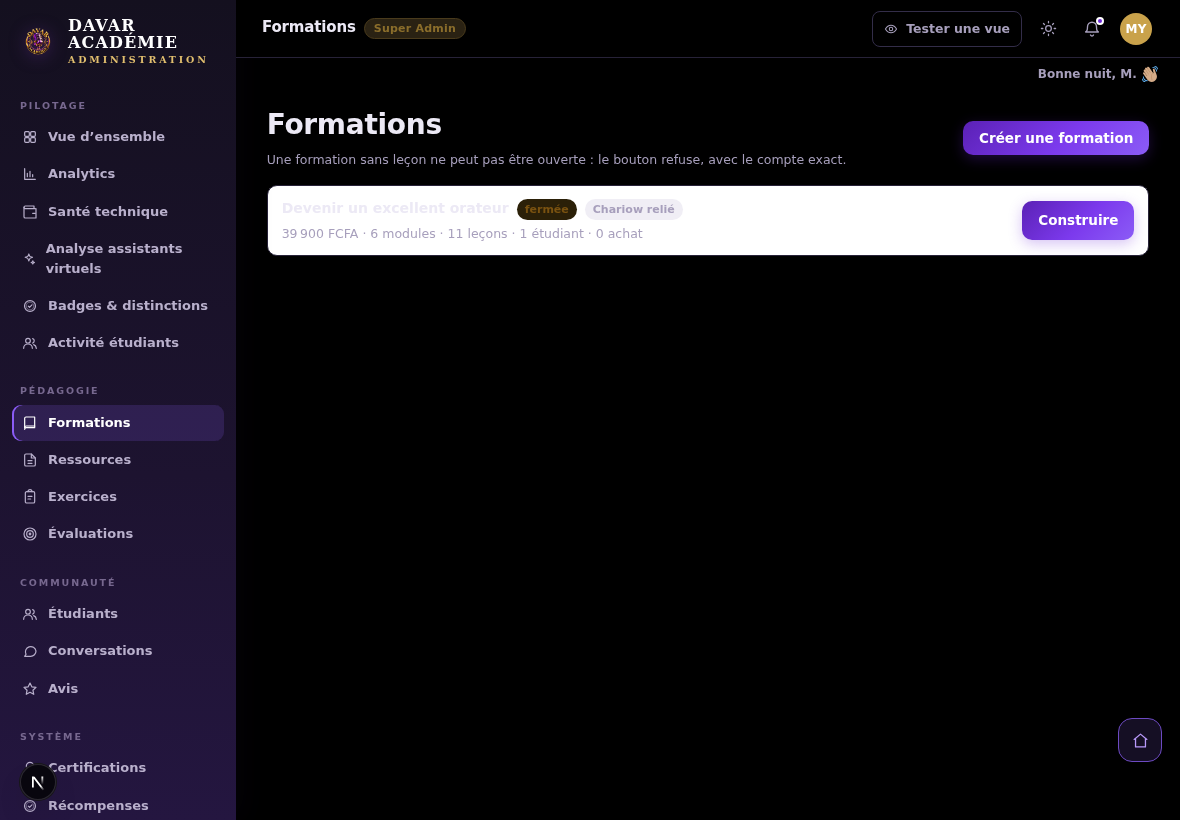 DAVAR
ACADÉMIE
ADMINISTRATION
PILOTAGE
Vue d’ensemble
Analytics
Santé technique
Analyse assistants
virtuels
Badges & distinctions
Activité étudiants
PÉDAGOGIE
Formations
Ressources
Exercices
Évaluations
COMMUNAUTÉ
Étudiants
Conversations
Avis
SYSTÈME
Certifications
Récompenses
Formations Super Admin
Tester une vue
MY
Bonne nuit, M. 👋🏽
Formations
Une formation sans leçon ne peut pas être ouverte : le bouton refuse, avec le compte exact.
Créer une formation
Devenir un excellent orateur fermée Chariow relié
39 900 FCFA · 6 modules · 11 leçons · 1 étudiant · 0 achat
Construire